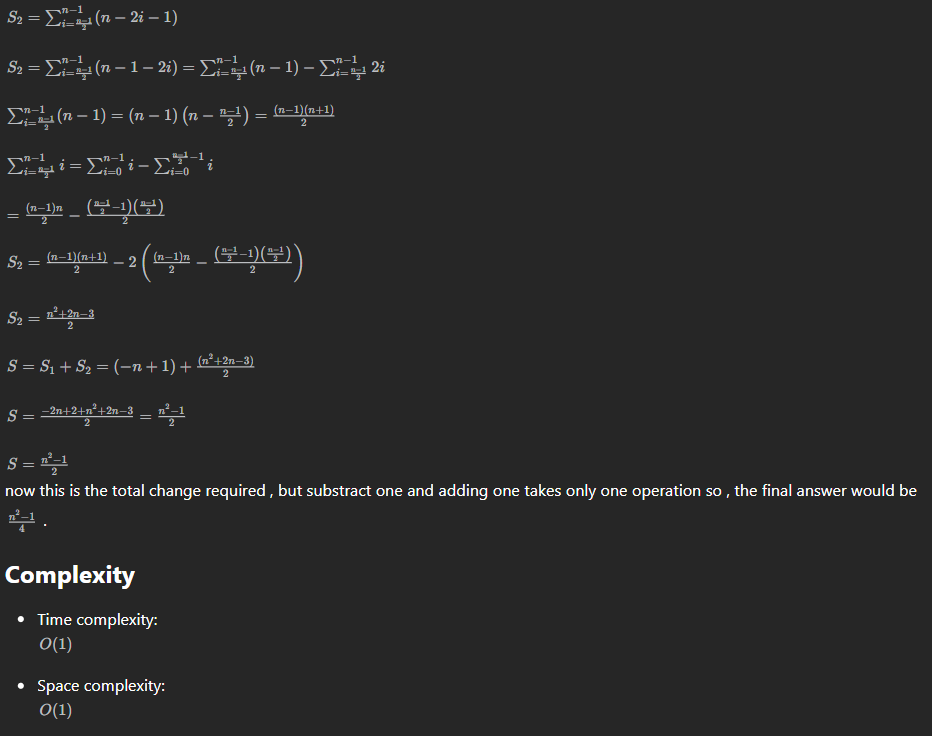 $S_2 = \sum_{i=\frac{n-1}{2}}^{n-1}(n - 2i - 1)$
$S_2 = \sum_{i=\frac{n-1}{2}}^{n-1}(n - 1 - 2i) = \sum_{i=\frac{n-1}{2}}^{n-1}(n - 1) - \sum_{i=\frac{n-1}{2}}^{n-1} 2i$
$\sum_{i=\frac{n-1}{2}}^{n-1}(n - 1) = (n - 1)\left(n - \frac{n-1}{2}\right) = \frac{(n-1)(n+1)}{2}$
$\sum_{i=\frac{n-1}{2}}^{n-1} i = \sum_{i=0}^{n-1} i - \sum_{i=0}^{\frac{n-1}{2}-1} i$
$= \frac{(n-1)n}{2} - \frac{\left(\frac{n-1}{2}-1\right)\left(\frac{n-1}{2}\right)}{2}$
$S_2 = \frac{(n-1)(n+1)}{2} - 2\left(\frac{(n-1)n}{2} - \frac{\left(\frac{n-1}{2}-1\right)\left(\frac{n-1}{2}\right)}{2}\right)$
$S_2 = \frac{n^2+2n-3}{2}$
$S = S_1 + S_2 = (-n + 1) + \frac{(n^2+2n-3)}{2}$
$S = \frac{-2n+2+n^2+2n-3}{2} = \frac{n^2-1}{2}$
$S = \frac{n^2-1}{2}$
now this is the total change required , but substract one and adding one takes only one operation so , the final answer would be
$\frac{n^2-1}{4}$ .
Complexity
• Time complexity:
$O(1)$
• Space complexity:
$O(1)$